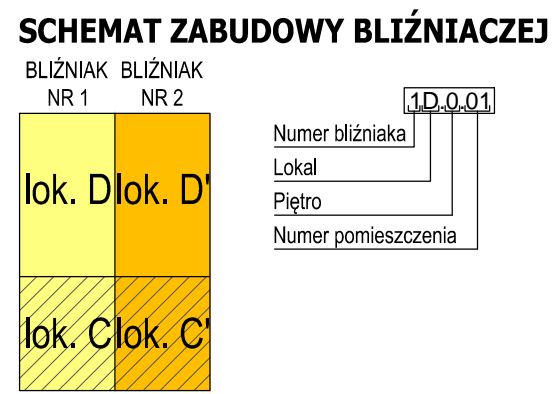 SCHEMAT ZABUDOWY BLIŹNIACZEJ
BLIŹNIAK BLIŹNIAK
NR 1 NR 2
1D.0.01
Numer bliźniaka
Lokal
Piętro
Numer pomieszczenia
lok. D lok. D'
lok. C lok. C'